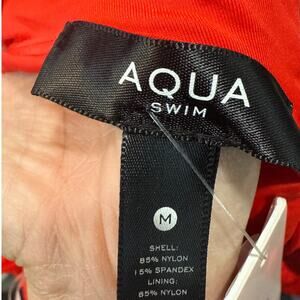 AQUA
SWIM
M
SHELL:
85% NYLON
15% SPANDEX
LINING:
85% NYLON